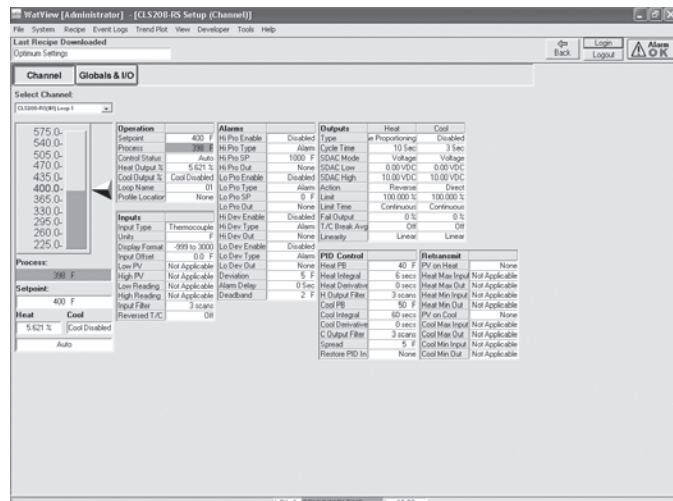 WatView [Administrator] - [CLS208-RS Setup (Channel)]
File System Recipe Event Logs Trend Plot View Developer Tools Help
Last Recipe Downloaded
Optimum Settings
Back
Login
Logout
Alarm OK
Channel
Globals & I/O
Select Channel:
CLS208-RS(#1) Loop 1
575.0-
540.0-
505.0-
470.0-
435.0-
400.0-
365.0-
330.0-
295.0-
260.0-
225.0-
Process:
398 F
Setpoint:
400 F
Heat Cool
5.621 % Cool Disabled
Auto
Operation
Setpoint 400 F
Process 398 F
Control Status Auto
Heat Output % 5.621 %
Cool Output % Cool Disabled
Loop Name 01
Profile Location None
Inputs
Input Type Thermocouple
Units F
Display Format -999 to 3000
Input Offset 0.0 F
Low PV Not Applicable
High PV Not Applicable
Low Reading Not Applicable
High Reading Not Applicable
Input Filter 3 scans
Reversed T/C Off
Alarms
Hi Pro Enable Disabled
Hi Pro Type Alarm
Hi Pro SP 1000 F
Hi Pro Out None
Lo Pro Enable Disabled
Lo Pro Type Alarm
Lo Pro SP 0 F
Lo Pro Out None
Hi Dev Enable Disabled
Hi Dev Type Alarm
Hi Dev Out None
Lo Dev Enable Disabled
Lo Dev Type Alarm
Lo Dev Out None
Deviation 5 F
Alarm Delay 0 Sec
Deadband 2 F
Outputs Heat Cool
Type e Proportioning Disabled
Cycle Time 10 Sec 3 Sec
SDAC Mode Voltage Voltage
SDAC Low 0.00 VDC 0.00 VDC
SDAC High 10.00 VDC 10.00 VDC
Action Reverse Direct
Limit 100.000 % 100.000 %
Limit Time Continuous Continuous
Fail Output 0 % 0 %
T/C Break Avg Off Off
Linearity Linear Linear
PID Control
Heat PB 40 F
Heat Integral 6 secs
Heat Derivative 0 secs
H Output Filter 3 scans
Cool PB 50 F
Cool Integral 60 secs
Cool Derivative 0 secs
C Output Filter 3 scans
Spread 5 F
Restore PID In None
Retransmit
PV on Heat None
Heat Max Input Not Applicable
Heat Max Out Not Applicable
Heat Min Input Not Applicable
Heat Min Out Not Applicable
PV on Cool None
Cool Max Input Not Applicable
Cool Max Out Not Applicable
Cool Min Input Not Applicable
Cool Min Out Not Applicable